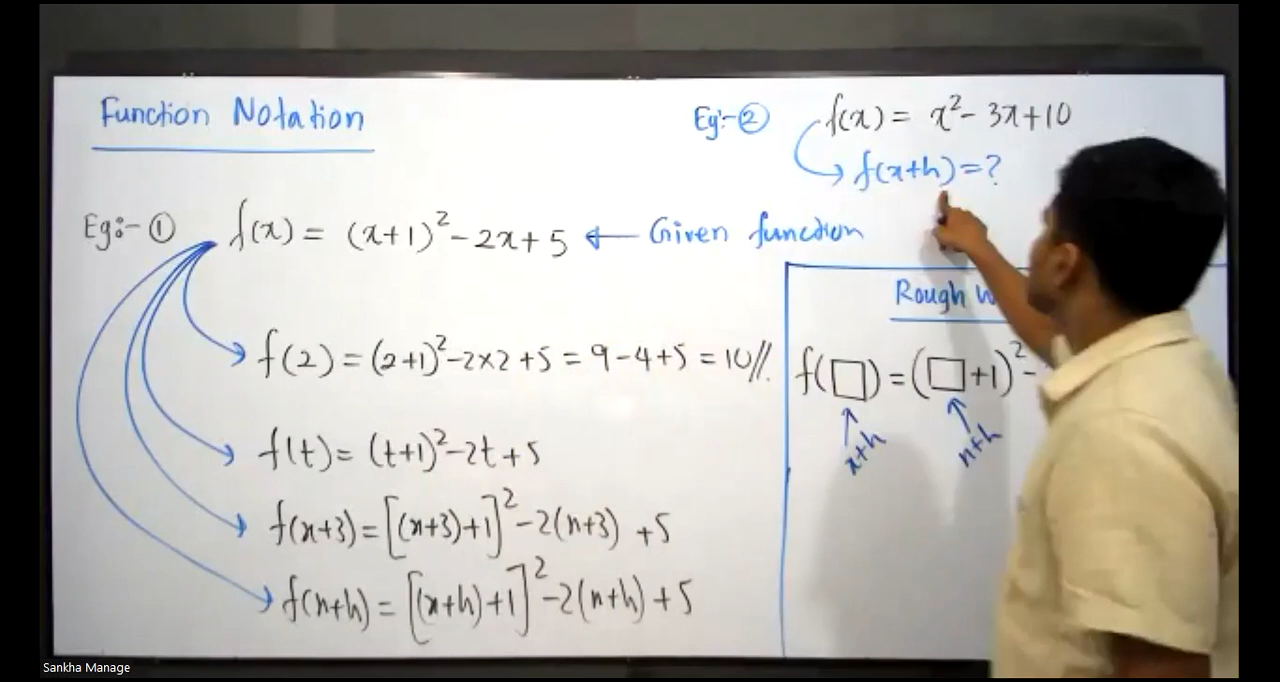 Function Notation
Eg:- ② f(x) = x² - 3x + 10
f(x+h) = ?
Eg:- ① f(x) = (x+1)² - 2x + 5 ← Given function
Rough
f(2) = (2+1)² - 2×2 + 5 = 9 - 4 + 5 = 10//.
f(□) = (□+1)² -
x+h
x+h
f(t) = (t+1)² - 2t + 5
f(x+3) = [(x+3)+1]² - 2(x+3) + 5
f(x+h) = [(x+h)+1]² - 2(x+h) + 5
Sankha Manage